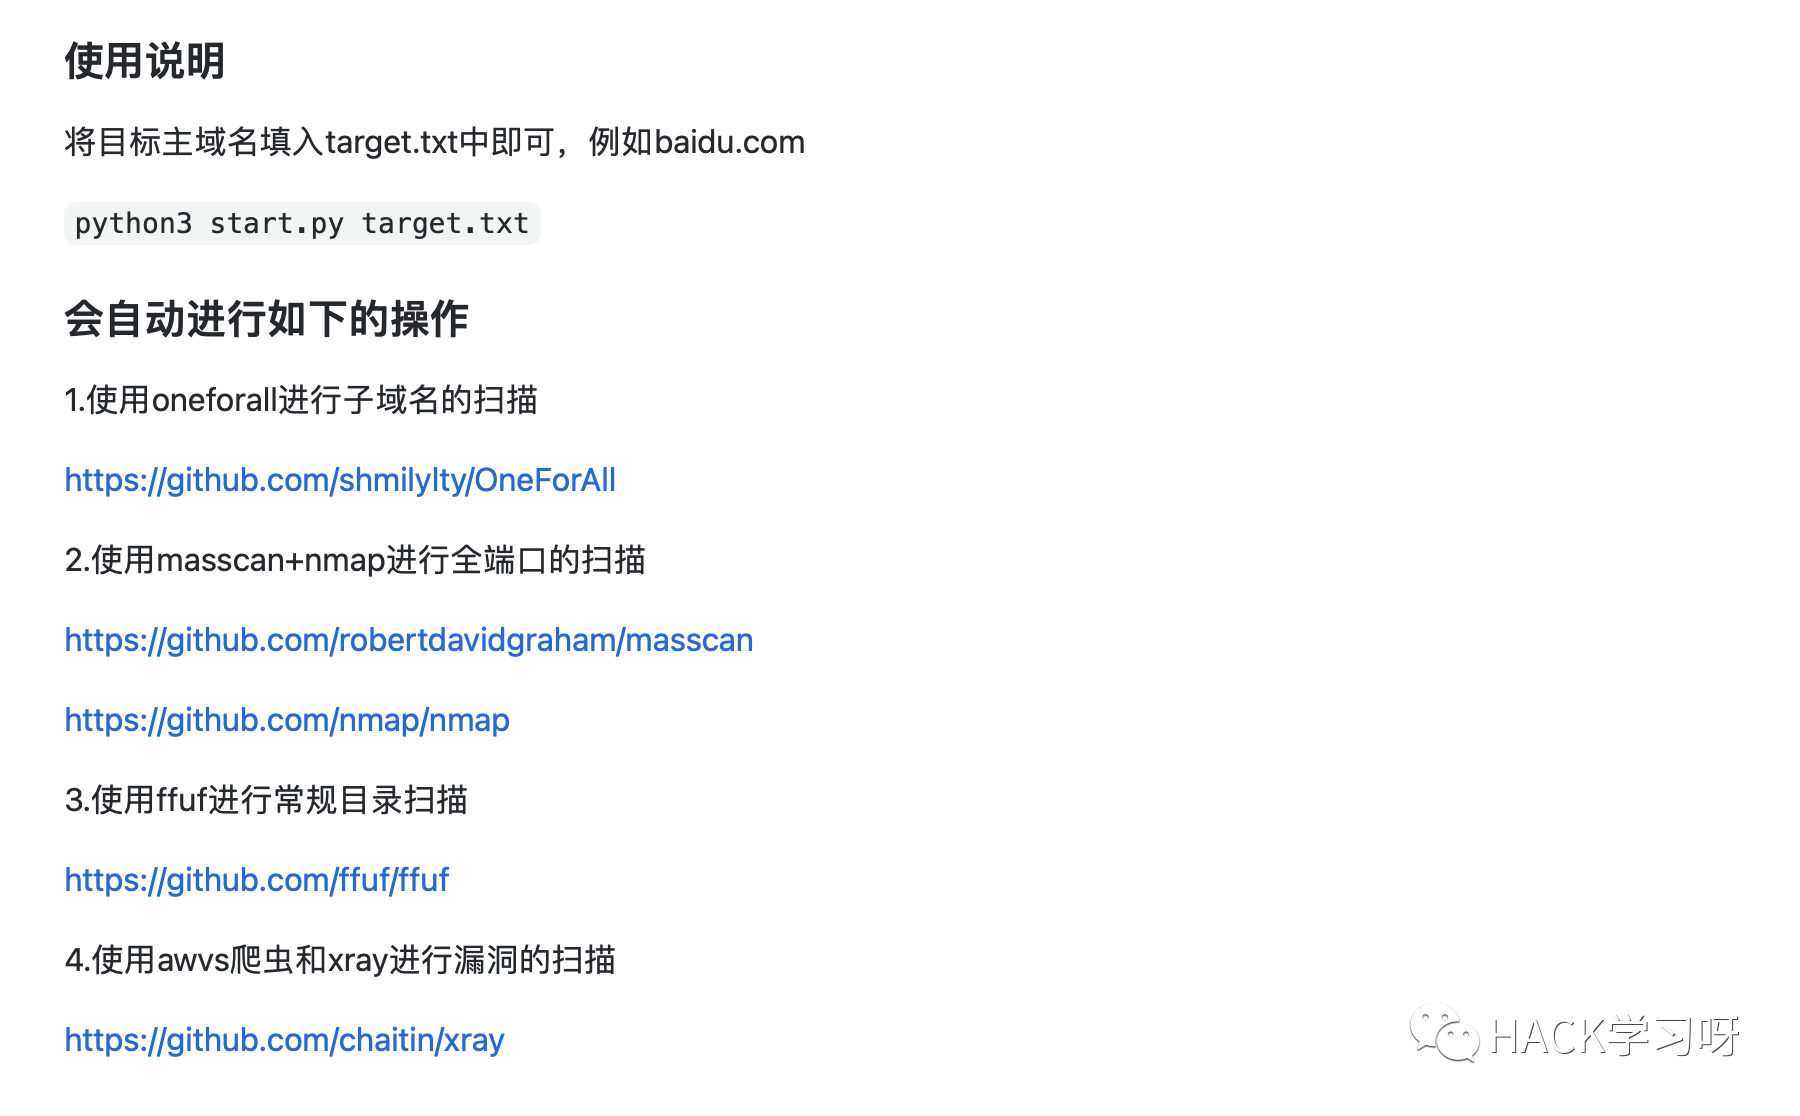 使用说明
将目标主域名填入target.txt中即可，例如baidu.com
python3 start.py target.txt
会自动进行如下的操作
1.使用oneforall进行子域名的扫描
https://github.com/shmilylty/OneForAll
2.使用masscan+nmap进行全端口的扫描
https://github.com/robertdavidgraham/masscan
https://github.com/nmap/nmap
3.使用ffuf进行常规目录扫描
https://github.com/ffuf/ffuf
4.使用awvs爬虫和xray进行漏洞的扫描
https://github.com/chaitin/xray
HACK学习呀